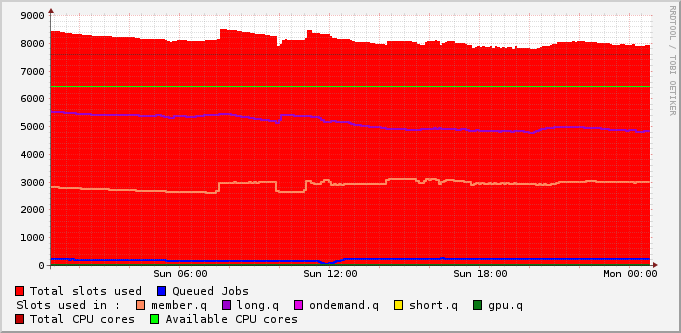 9000
8000
7000
6000
5000
4000
3000
2000
1000
0
Sun 06:00 Sun 12:00 Sun 18:00 Mon 00:00
RRDTOOL / TOBI OETIKER
Total slots used Queued Jobs
Slots used in : member.q long.q ondemand.q short.q gpu.q
Total CPU cores Available CPU cores